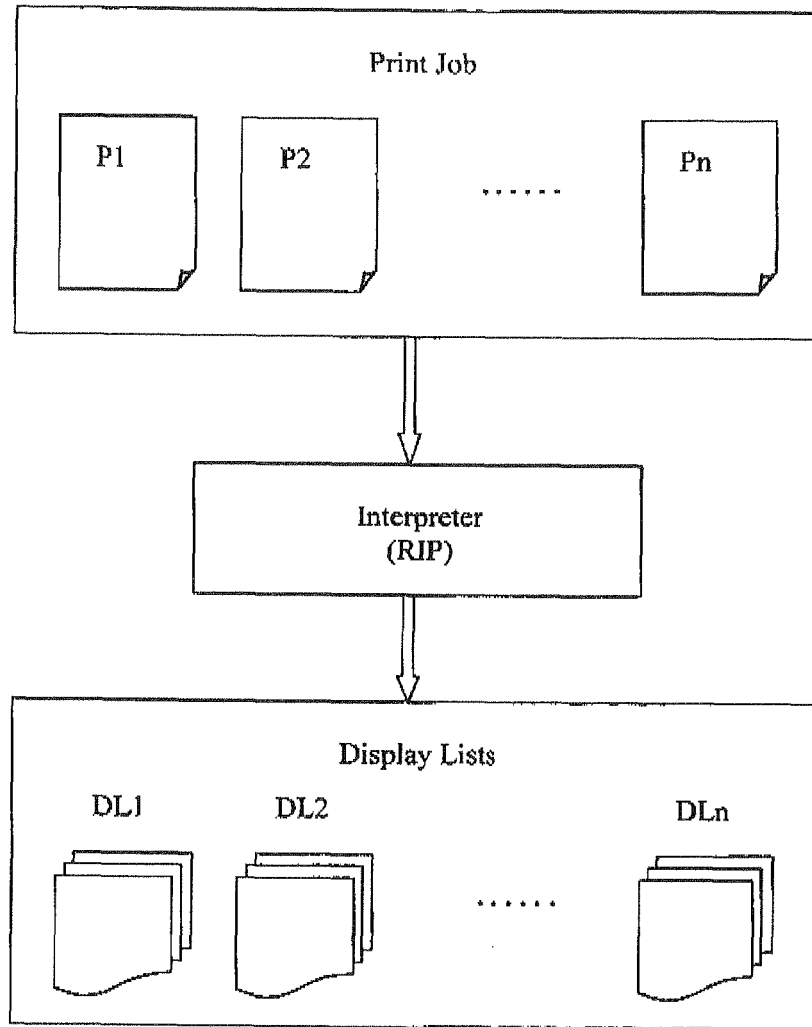 Print Job
P1 P2 ...... Pn
Interpreter
(RIP)
Display Lists
DL1 DL2 DLn
......